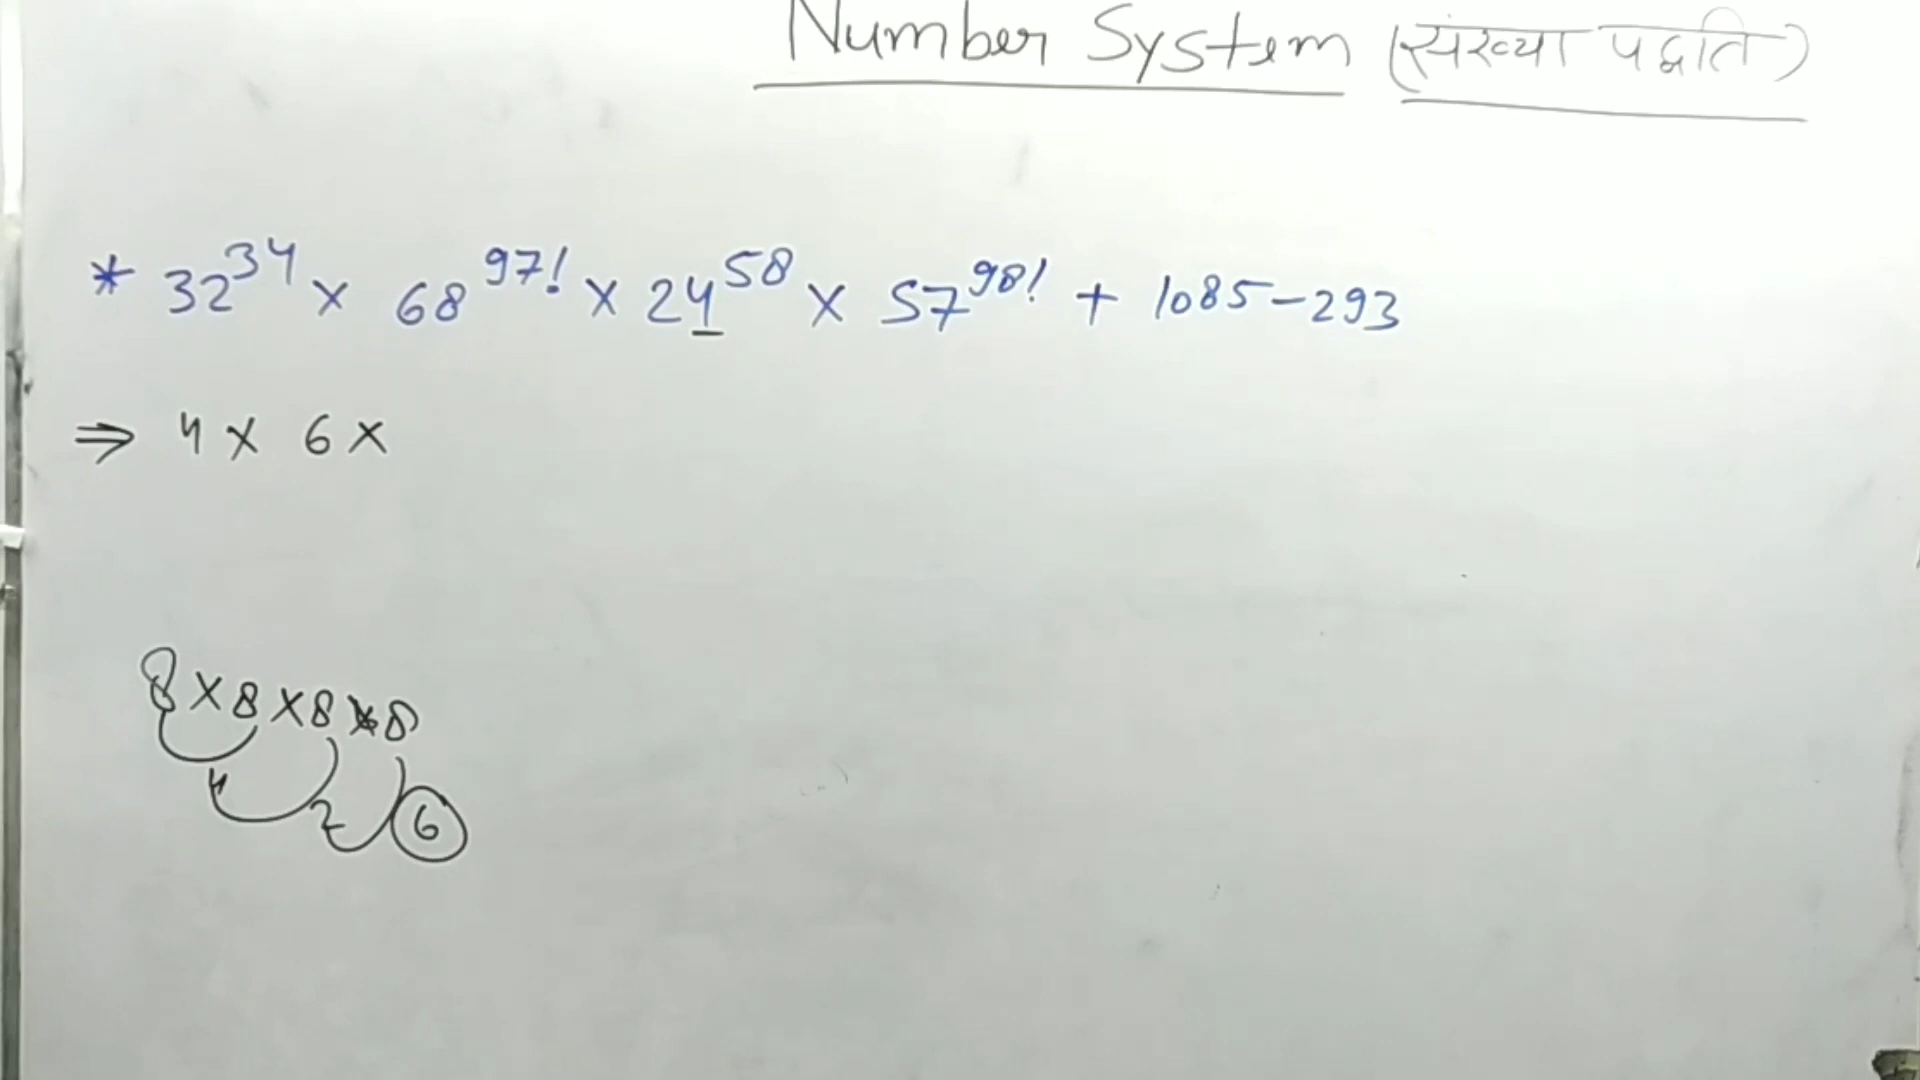 Number System (संख्या पद्धति)
* 32^34 × 68^97! × 24^58 × 57^98! + 1085-293
⇒ 4 × 6 ×
8 × 8 × 8 × 8
4
2
6